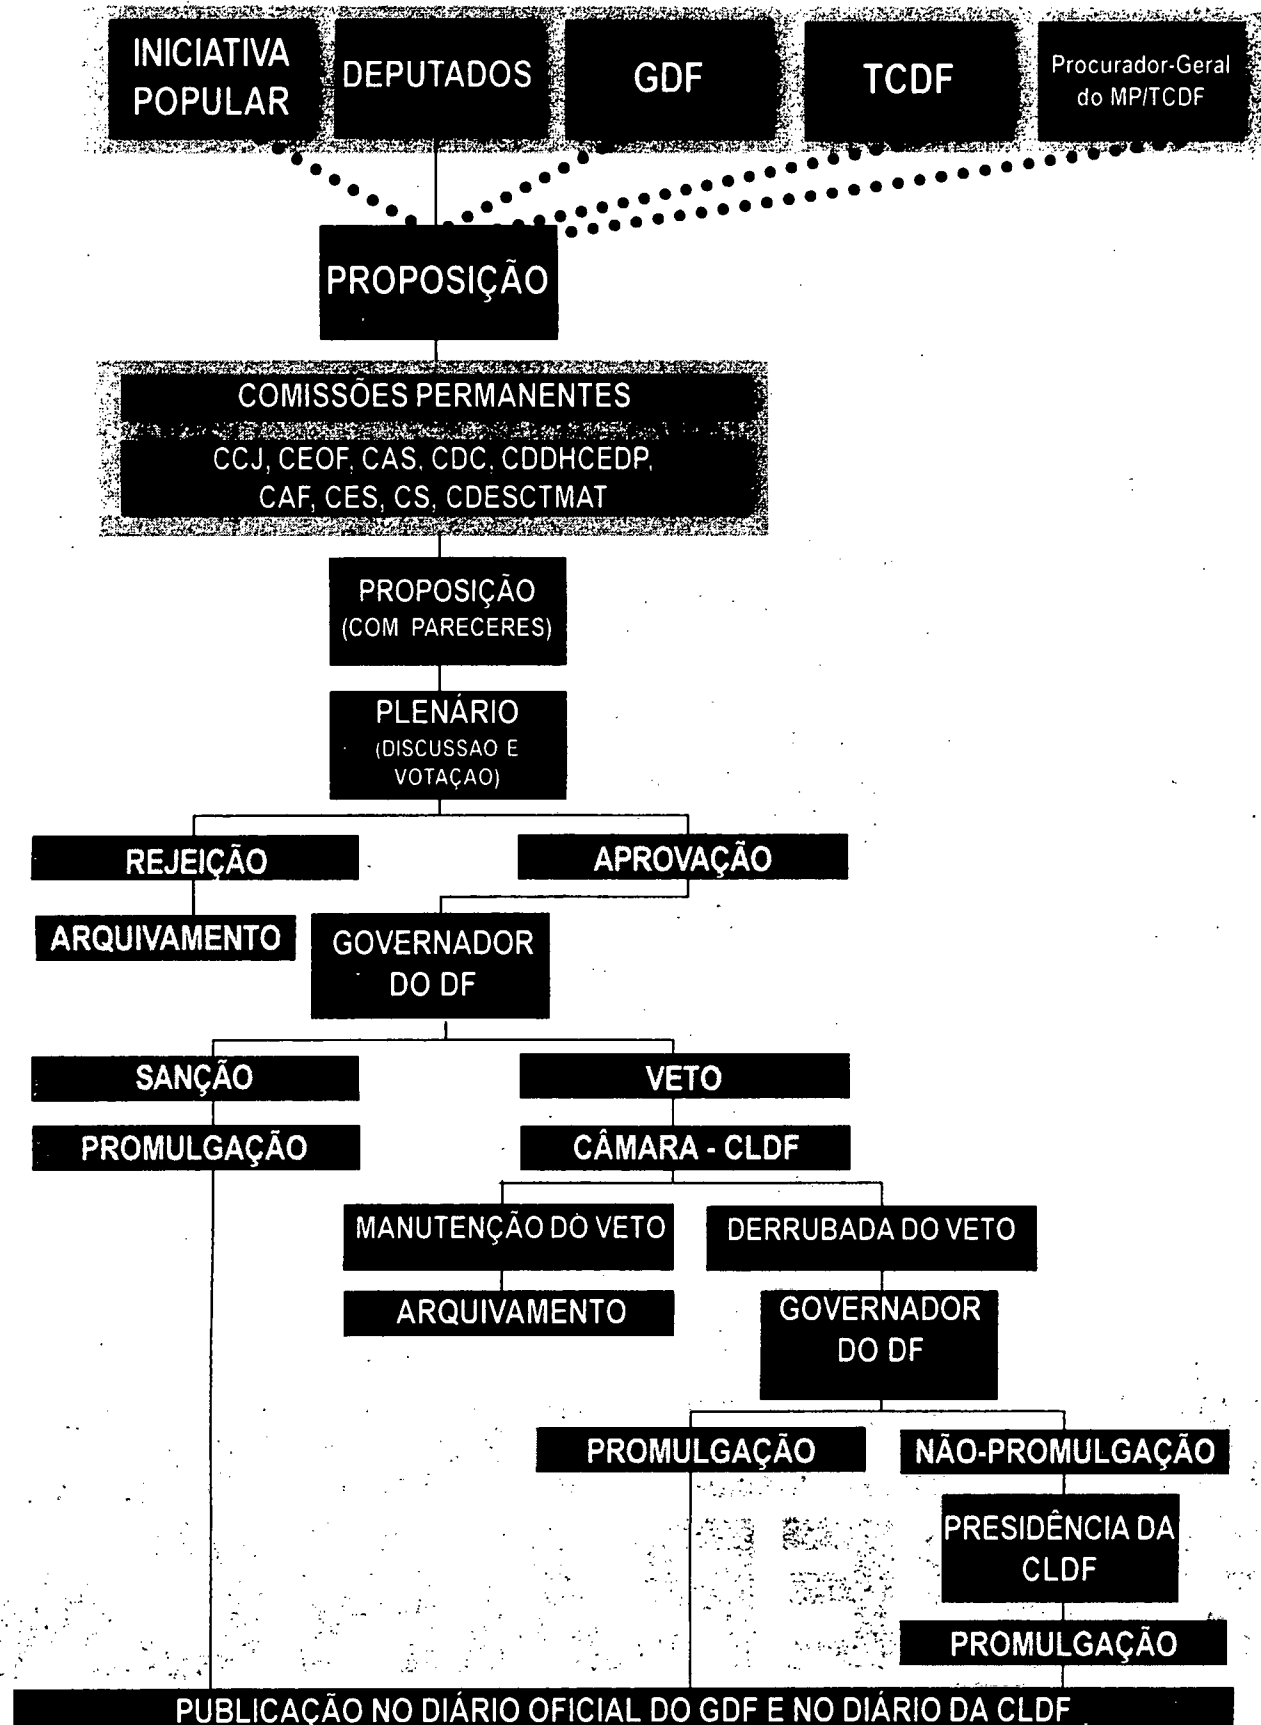 INICIATIVA
POPULAR
DEPUTADOS
GDF
TCDF
Procurador-Geral
do MP/TCDF
PROPOSIÇÃO
COMISSÕES PERMANENTES
CCJ, CEOF, CAS, CDC, CDDHCEDP,
CAF, CES, CS, CDESCTMAT
PROPOSIÇÃO
(COM PARECERES)
PLENÁRIO
(DISCUSSAO E
VOTAÇAO)
REJEIÇÃO
APROVAÇÃO
ARQUIVAMENTO
GOVERNADOR
DO DF
SANÇÃO
VETO
PROMULGAÇÃO
CÂMARA - CLDF
MANUTENÇÃO DO VETO
DERRUBADA DO VETO
ARQUIVAMENTO
GOVERNADOR
DO DF
PROMULGAÇÃO
NÃO-PROMULGAÇÃO
PRESIDÊNCIA DA
CLDF
PROMULGAÇÃO
PUBLICAÇÃO NO DIÁRIO OFICIAL DO GDF E NO DIÁRIO DA CLDF